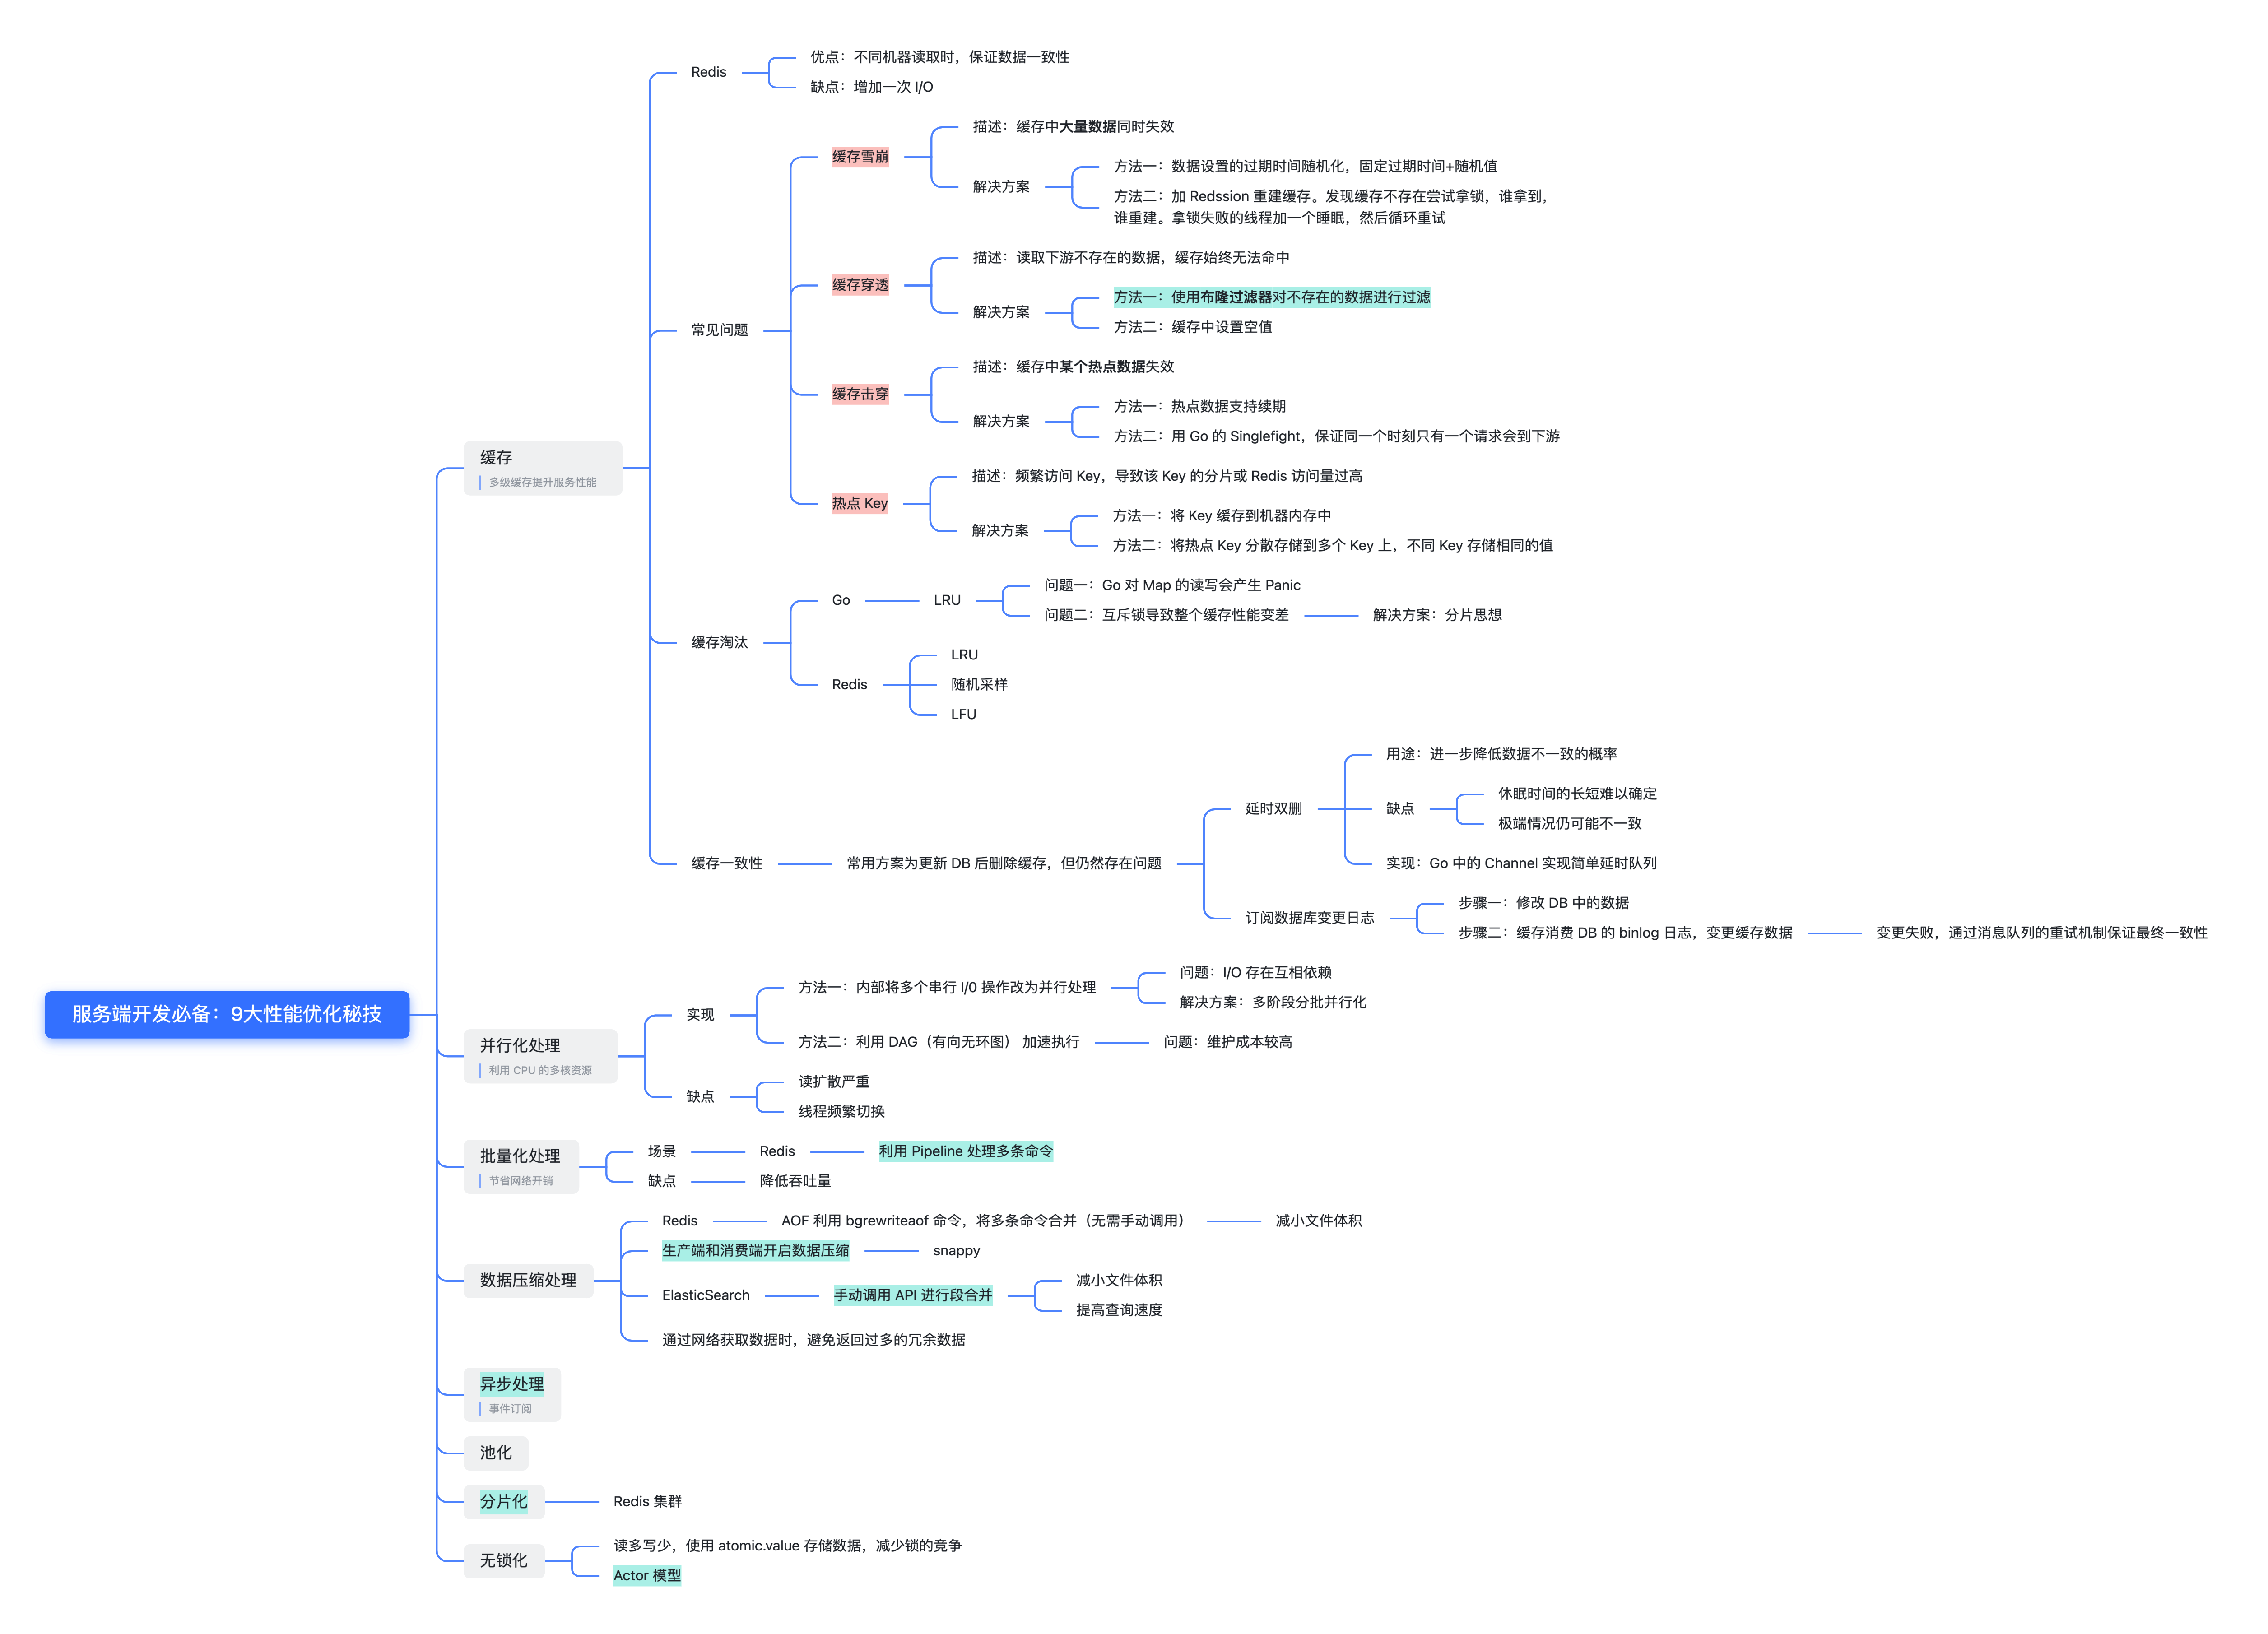 服务端开发必备：9大性能优化秘技
缓存
多级缓存提升服务性能
Redis
优点：不同机器读取时，保证数据一致性
缺点：增加一次 I/O
常见问题
缓存雪崩
描述：缓存中大量数据同时失效
解决方案
方法一：数据设置的过期时间随机化，固定过期时间+随机值
方法二：加 Redssion 重建缓存。发现缓存不存在尝试拿锁，谁拿到，
谁重建。拿锁失败的线程加一个睡眠，然后循环重试
缓存穿透
描述：读取下游不存在的数据，缓存始终无法命中
解决方案
方法一：使用布隆过滤器对不存在的数据进行过滤
方法二：缓存中设置空值
缓存击穿
描述：缓存中某个热点数据失效
解决方案
方法一：热点数据支持续期
方法二：用 Go 的 Singlefight，保证同一个时刻只有一个请求会到下游
热点 Key
描述：频繁访问 Key，导致该 Key 的分片或 Redis 访问量过高
解决方案
方法一：将 Key 缓存到机器内存中
方法二：将热点 Key 分散存储到多个 Key 上，不同 Key 存储相同的值
缓存淘汰
Go
LRU
问题一：Go 对 Map 的读写会产生 Panic
问题二：互斥锁导致整个缓存性能变差
解决方案：分片思想
Redis
LRU
随机采样
LFU
缓存一致性
常用方案为更新 DB 后删除缓存，但仍然存在问题
延时双删
用途：进一步降低数据不一致的概率
缺点
休眠时间的长短难以确定
极端情况仍可能不一致
实现：Go 中的 Channel 实现简单延时队列
订阅数据库变更日志
步骤一：修改 DB 中的数据
步骤二：缓存消费 DB 的 binlog 日志，变更缓存数据
变更失败，通过消息队列的重试机制保证最终一致性
并行化处理
利用 CPU 的多核资源
实现
方法一：内部将多个串行 I/0 操作改为并行处理
问题：I/O 存在互相依赖
解决方案：多阶段分批并行化
方法二：利用 DAG（有向无环图） 加速执行
问题：维护成本较高
缺点
读扩散严重
线程频繁切换
批量化处理
节省网络开销
场景
Redis
利用 Pipeline 处理多条命令
缺点
降低吞吐量
数据压缩处理
Redis
AOF 利用 bgrewriteaof 命令，将多条命令合并（无需手动调用）
减小文件体积
生产端和消费端开启数据压缩
snappy
ElasticSearch
手动调用 API 进行段合并
减小文件体积
提高查询速度
通过网络获取数据时，避免返回过多的冗余数据
异步处理
事件订阅
池化
分片化
Redis 集群
无锁化
读多写少，使用 atomic.value 存储数据，减少锁的竞争
Actor 模型